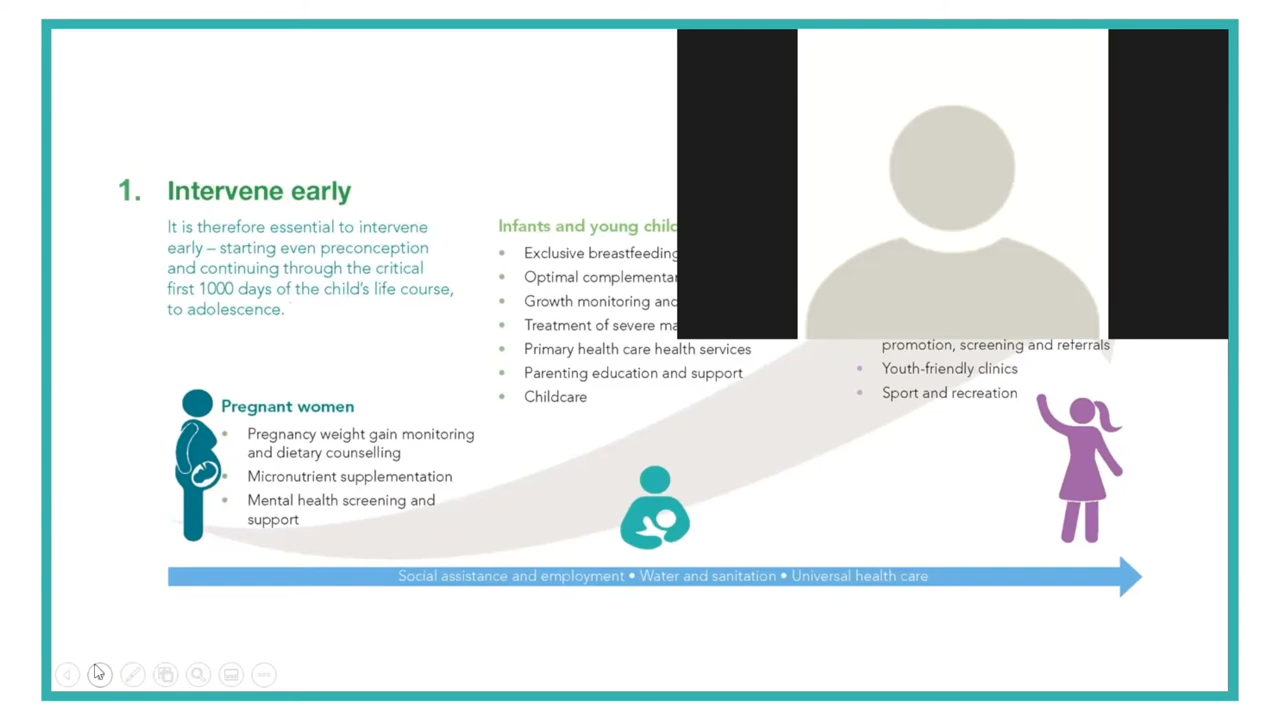 1. Intervene early
It is therefore essential to intervene
early – starting even preconception
and continuing through the critical
first 1000 days of the child's life course,
to adolescence.
Pregnant women
• Pregnancy weight gain monitoring
and dietary counselling
• Micronutrient supplementation
• Mental health screening and
support
Infants and young
• Exclusive breastfeeding
• Optimal
• Growth monitoring and
• Treatment of severe
• Primary health care health services
• Parenting education and support
• Childcare
promotion, screening and referrals
• Youth-friendly clinics
• Sport and recreation
Social assistance and employment • Water and sanitation • Universal health care